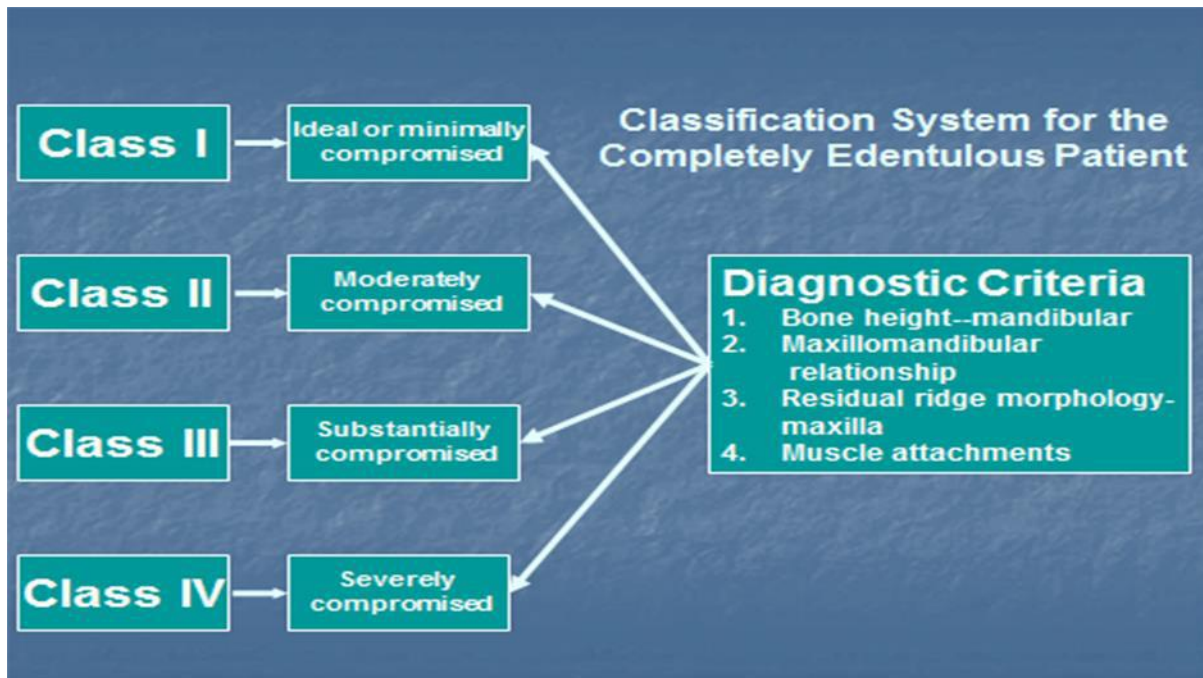 Classification System for the
Completely Edentulous Patient
Class I
Ideal or minimally
compromised
Class II
Moderately
compromised
Class III
Substantially
compromised
Class IV
Severely
compromised
Diagnostic Criteria
1. Bone height--mandibular
2. Maxillomandibular
relationship
3. Residual ridge morphology-
maxilla
4. Muscle attachments